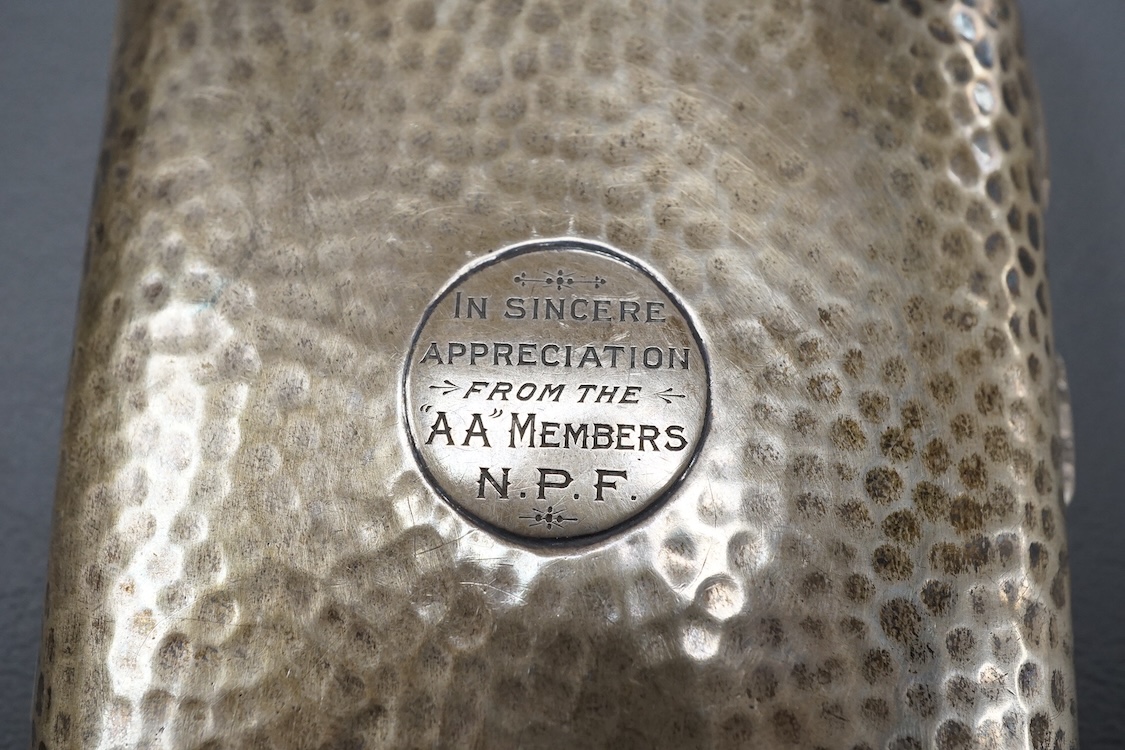 IN SINCERE
APPRECIATION
FROM THE
"AA" MEMBERS
N.P.F.